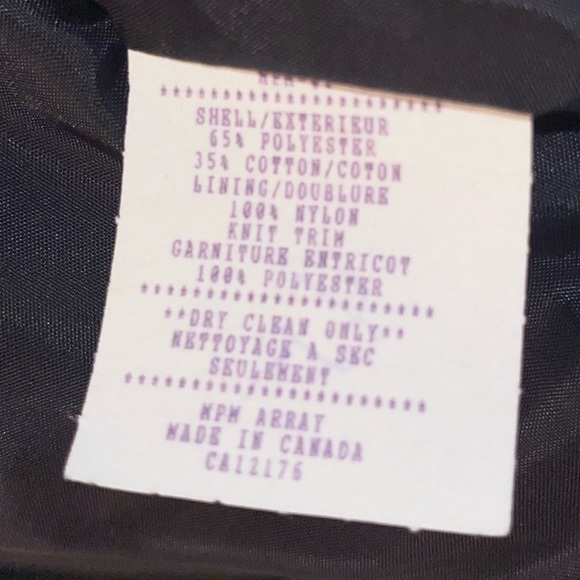 *********************
SHELL/EXTERIEUR
65% POLYESTER
35% COTTON/COTON
LINING/DOUBLURE
100% NYLON
KNIT TRIM
GARNITURE ENTRICOT
100% POLYESTER
*********************
**DRY CLEAN ONLY**
NETTOYAGE A SEC
SEULEMENT
*********************
MPM ARRAY
MADE IN CANADA
CA12176